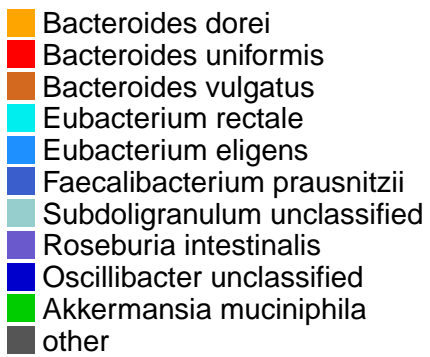 Bacteroides dorei
Bacteroides uniformis
Bacteroides vulgatus
Eubacterium rectale
Eubacterium eligens
Faecalibacterium prausnitzii
Subdoligranulum unclassified
Roseburia intestinalis
Oscillibacter unclassified
Akkermansia muciniphila
other